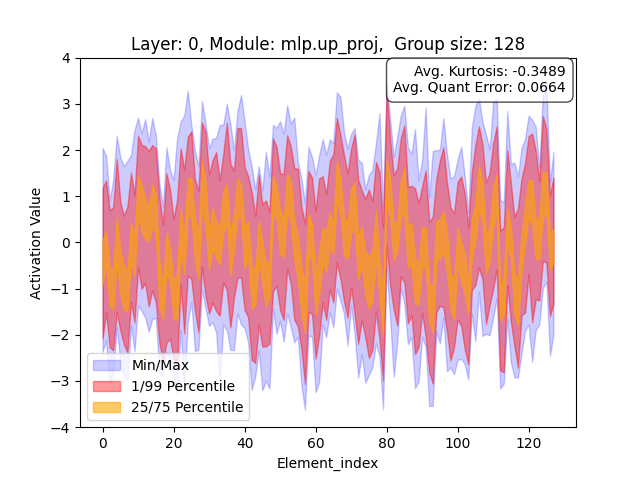 Layer: 0, Module: mlp.up_proj,  Group size: 128
Avg. Kurtosis: -0.3489
Avg. Quant Error: 0.0664
Activation Value
4
3
2
1
0
−1
−2
−3
−4
Min/Max
1/99 Percentile
25/75 Percentile
0 20 40 60 80 100 120
Element_index